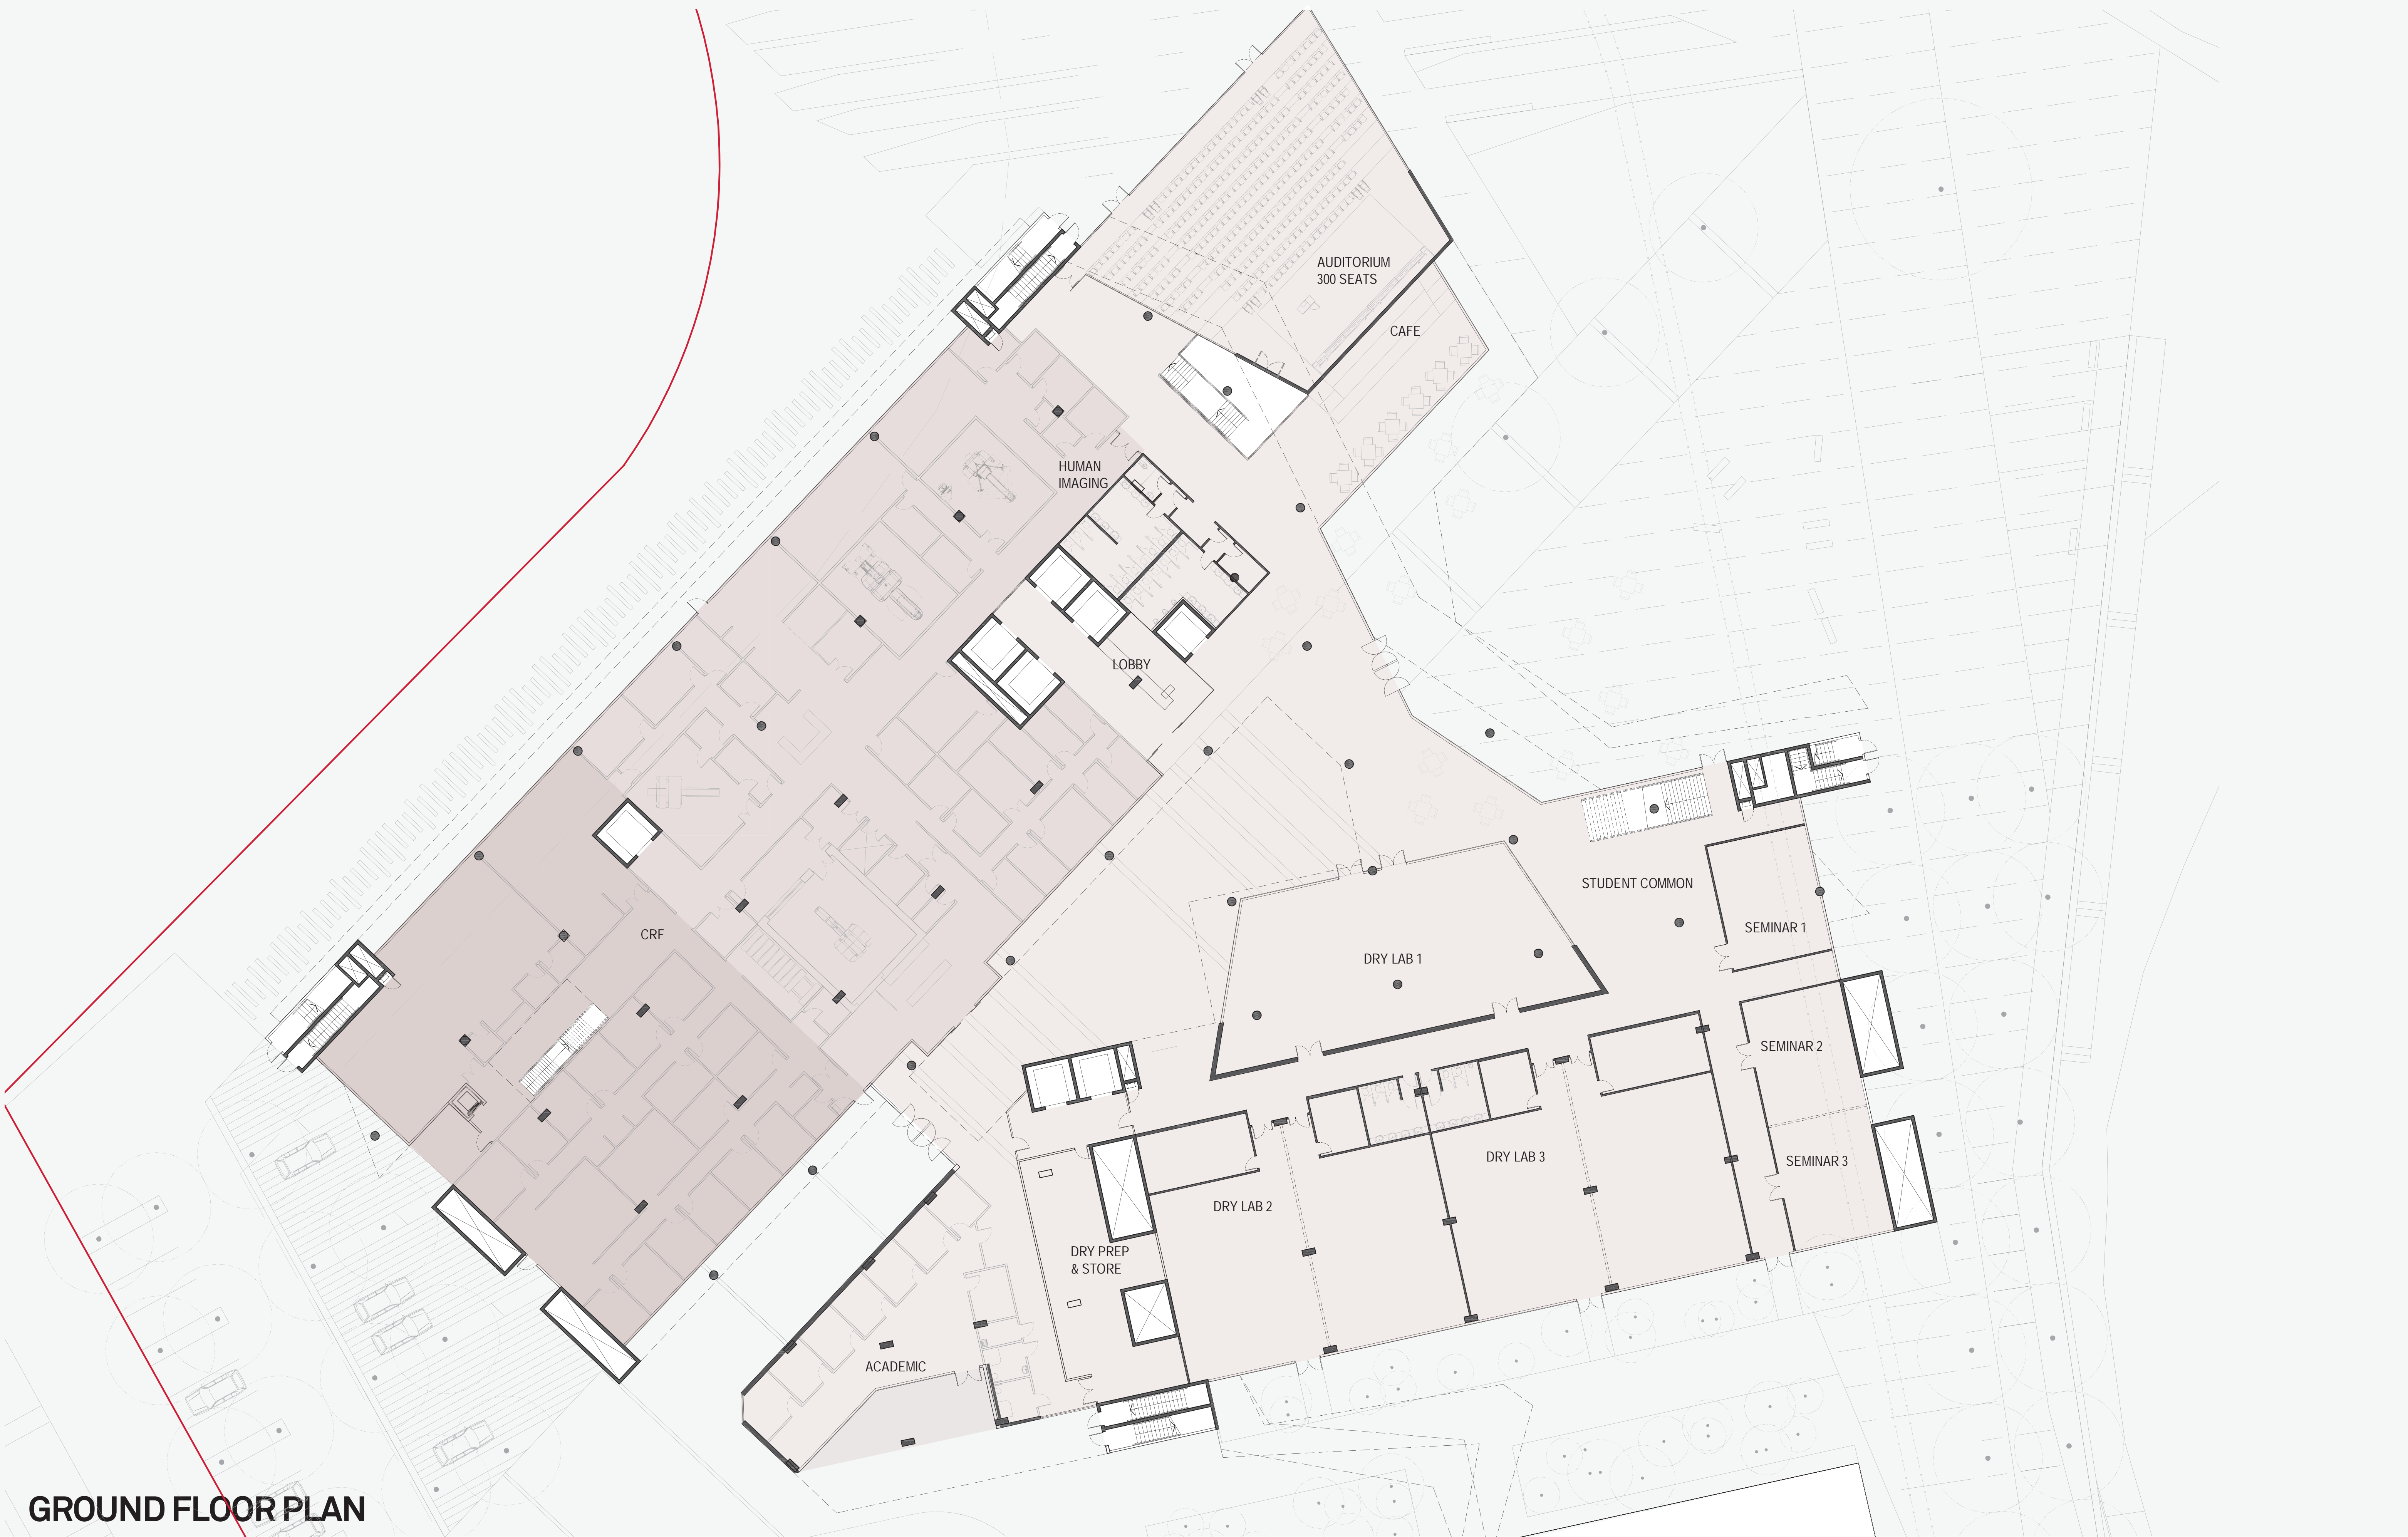 AUDITORIUM
300 SEATS
CAFE
HUMAN
IMAGING
LOBBY
STUDENT COMMON
SEMINAR 1
CRF
DRY LAB 1
SEMINAR 2
DRY LAB 3
SEMINAR 3
DRY LAB 2
DRY PREP
& STORE
ACADEMIC
GROUND FLOOR PLAN